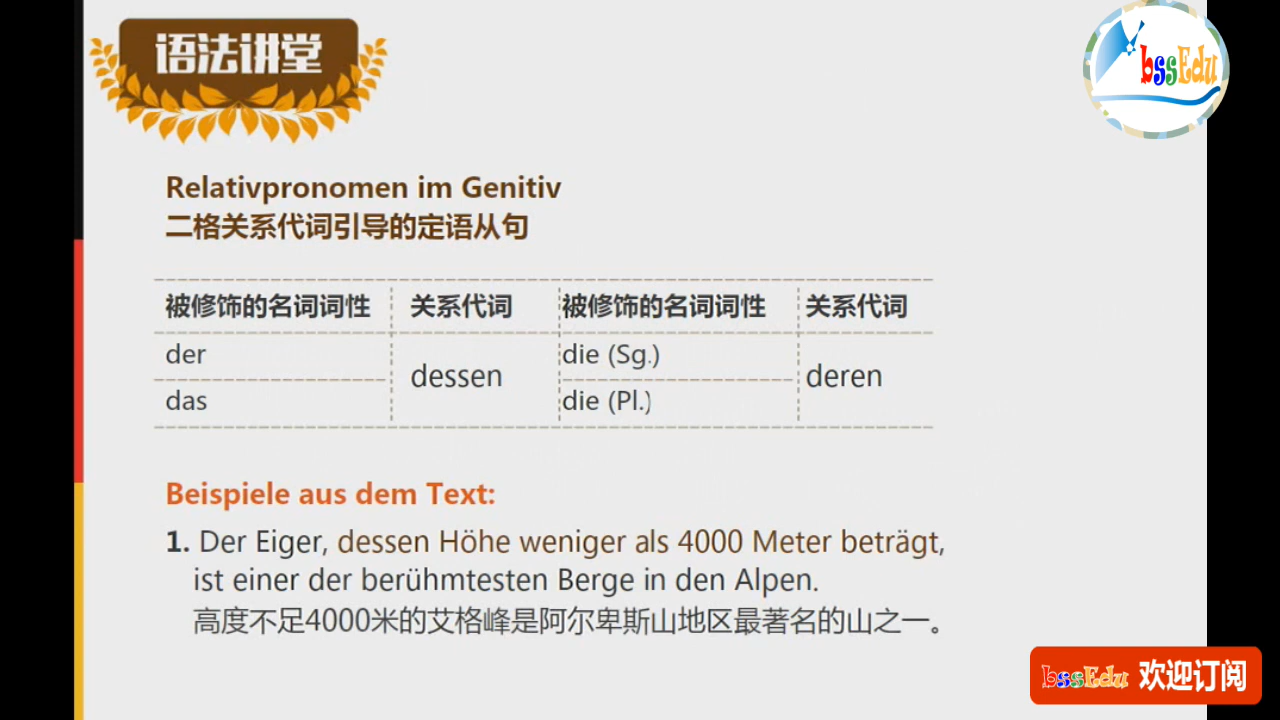 语法讲堂
bssEdu
Relativpronomen im Genitiv
二格关系代词引导的定语从句
被修饰的名词词性 关系代词 被修饰的名词词性 关系代词
der dessen die (Sg.) deren
das die (Pl.)
Beispiele aus dem Text:
1. Der Eiger, dessen Höhe weniger als 4000 Meter beträgt,
ist einer der berühmtesten Berge in den Alpen.
高度不足4000米的艾格峰是阿尔卑斯山地区最著名的山之一。
bssEdu 欢迎订阅